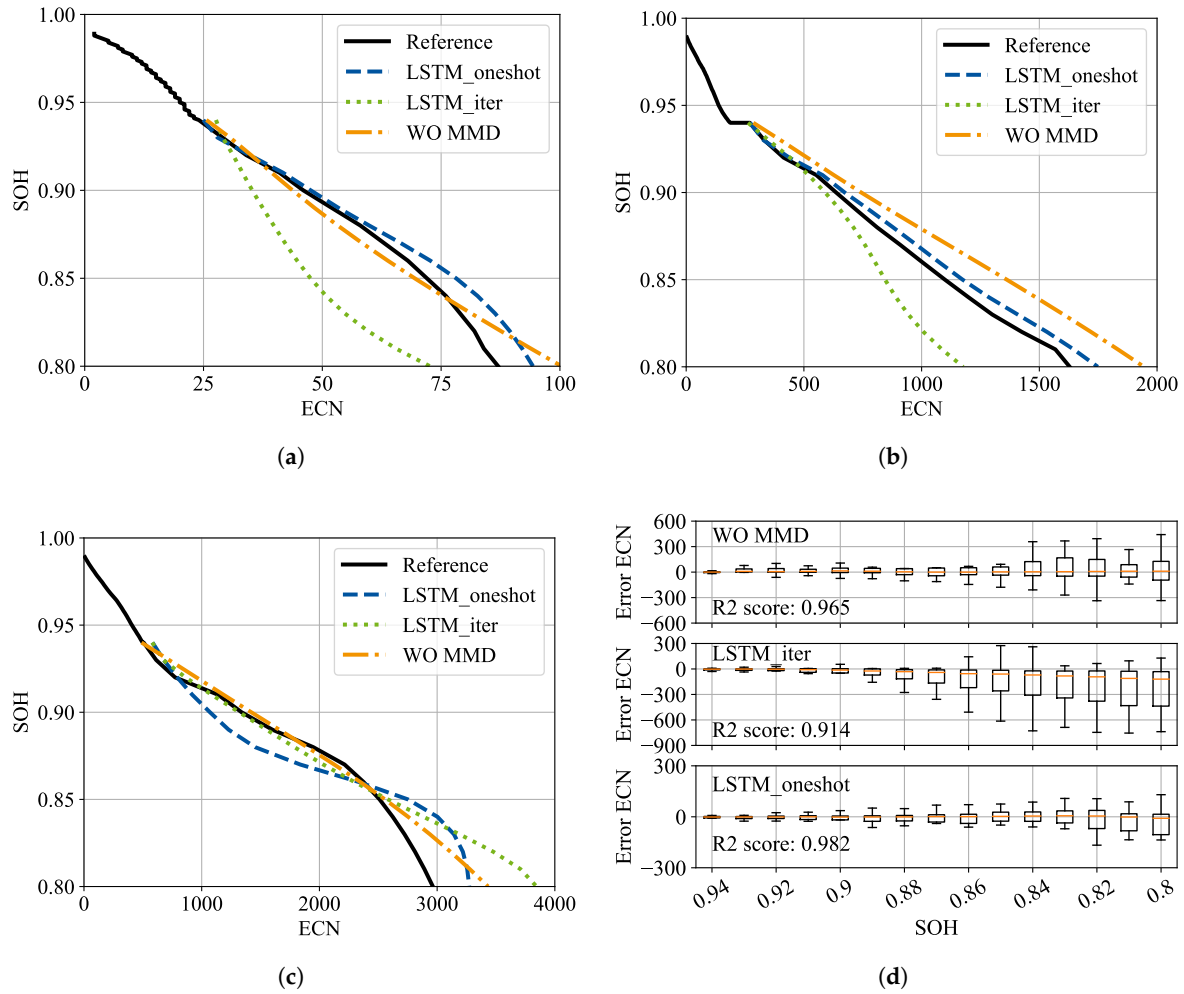 1.00
0.95
0.90
0.85
0.80
SOH
Reference
LSTM_oneshot
LSTM_iter
WO MMD
0 25 50 75 100
ECN
(a)
1.00
0.95
0.90
0.85
0.80
SOH
Reference
LSTM_oneshot
LSTM_iter
WO MMD
0 500 1000 1500 2000
ECN
(b)
1.00
0.95
0.90
0.85
0.80
SOH
Reference
LSTM_oneshot
LSTM_iter
WO MMD
0 1000 2000 3000 4000
ECN
(c)
600
300
0
−300
−600
Error ECN
WO MMD
R2 score: 0.965
300
0
−300
−600
−900
Error ECN
LSTM_iter
R2 score: 0.914
300
0
−300
Error ECN
LSTM_oneshot
R2 score: 0.982
0.94 0.92 0.9 0.88 0.86 0.84 0.82 0.8
SOH
(d)